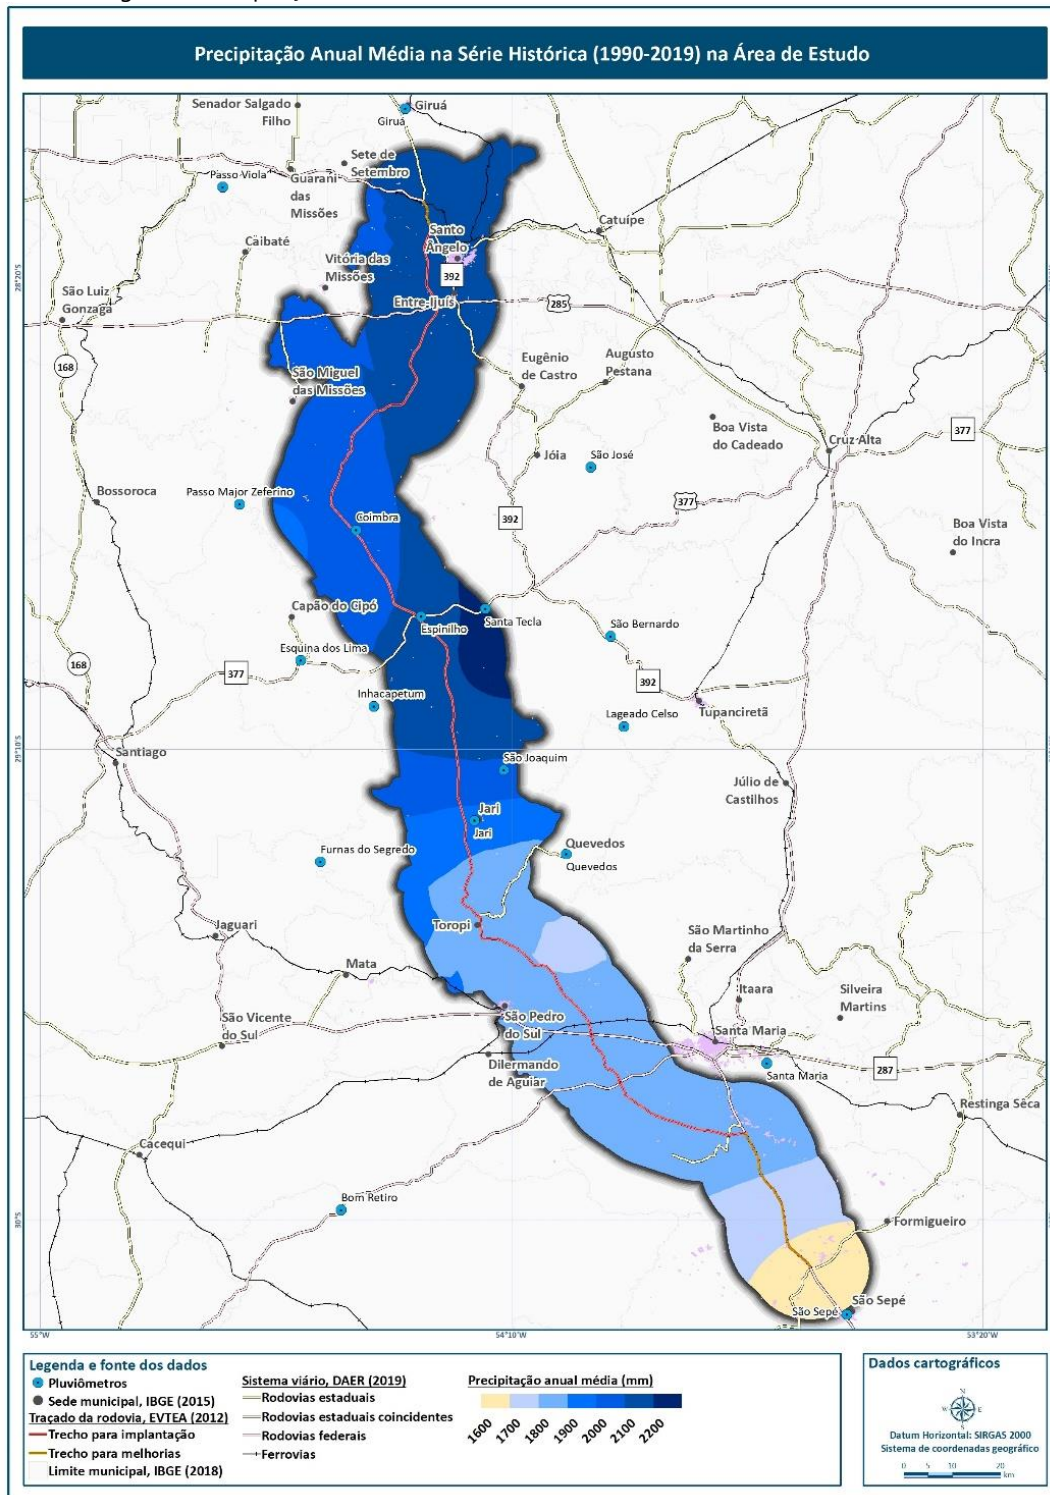 Precipitação Anual Média na Série Histórica (1990-2019) na Área de Estudo
Senador Salgado
Filho
Giruá
Giruá
Sete de
Setembro
Passo Viola
Guarani
das
Missões
Catuípe
Santo
Ângelo
Caibaté
Vitória das
Missões
392
28°20'S
São Luiz
Gonzaga
Entre-Ijuís
285
168
São Miguel
das Missões
Eugênio
de Castro
Augusto
Pestana
Boa Vista
do Cadeado
Cruz Alta
377
Jóia
São José
Bossoroca
Passo Major Zeferino
Coimbra
392
377
Boa Vista
do Incra
Capão do Cipó
Espinilho
Santa Tecla
São Bernardo
Esquina dos Lima
168
377
392
Inhacapetum
Lageado Celso
Tupanciretã
29°10'S
Santiago
São Joaquim
Júlio de
Castilhos
Jari
Jari
Furnas do Segredo
Quevedos
Quevedos
Jaguari
Toropi
São Martinho
da Serra
Mata
Itaara
Silveira
Martins
São Vicente
do Sul
São Pedro
do Sul
Santa Maria
Dilermando
de Aguiar
Santa Maria
287
Restinga Sêca
Cacequi
Bom Retiro
30°S
Formigueiro
São Sepé
São Sepé
55°W
54°10'W
53°20'W
Legenda e fonte dos dados
Pluviômetros
Sede municipal, IBGE (2015)
Traçado da rodovia, EVTEA (2012)
Trecho para implantação
Trecho para melhorias
Limite municipal, IBGE (2018)
Sistema viário, DAER (2019)
Rodovias estaduais
Rodovias estaduais coincidentes
Rodovias federais
Ferrovias
Precipitação anual média (mm)
1600
1700
1800
1900
2000
2100
2200
Dados cartográficos
N
W
E
S
Datum Horizontal: SIRGAS 2000
Sistema de coordenadas geográfico
0 5 10 20
km